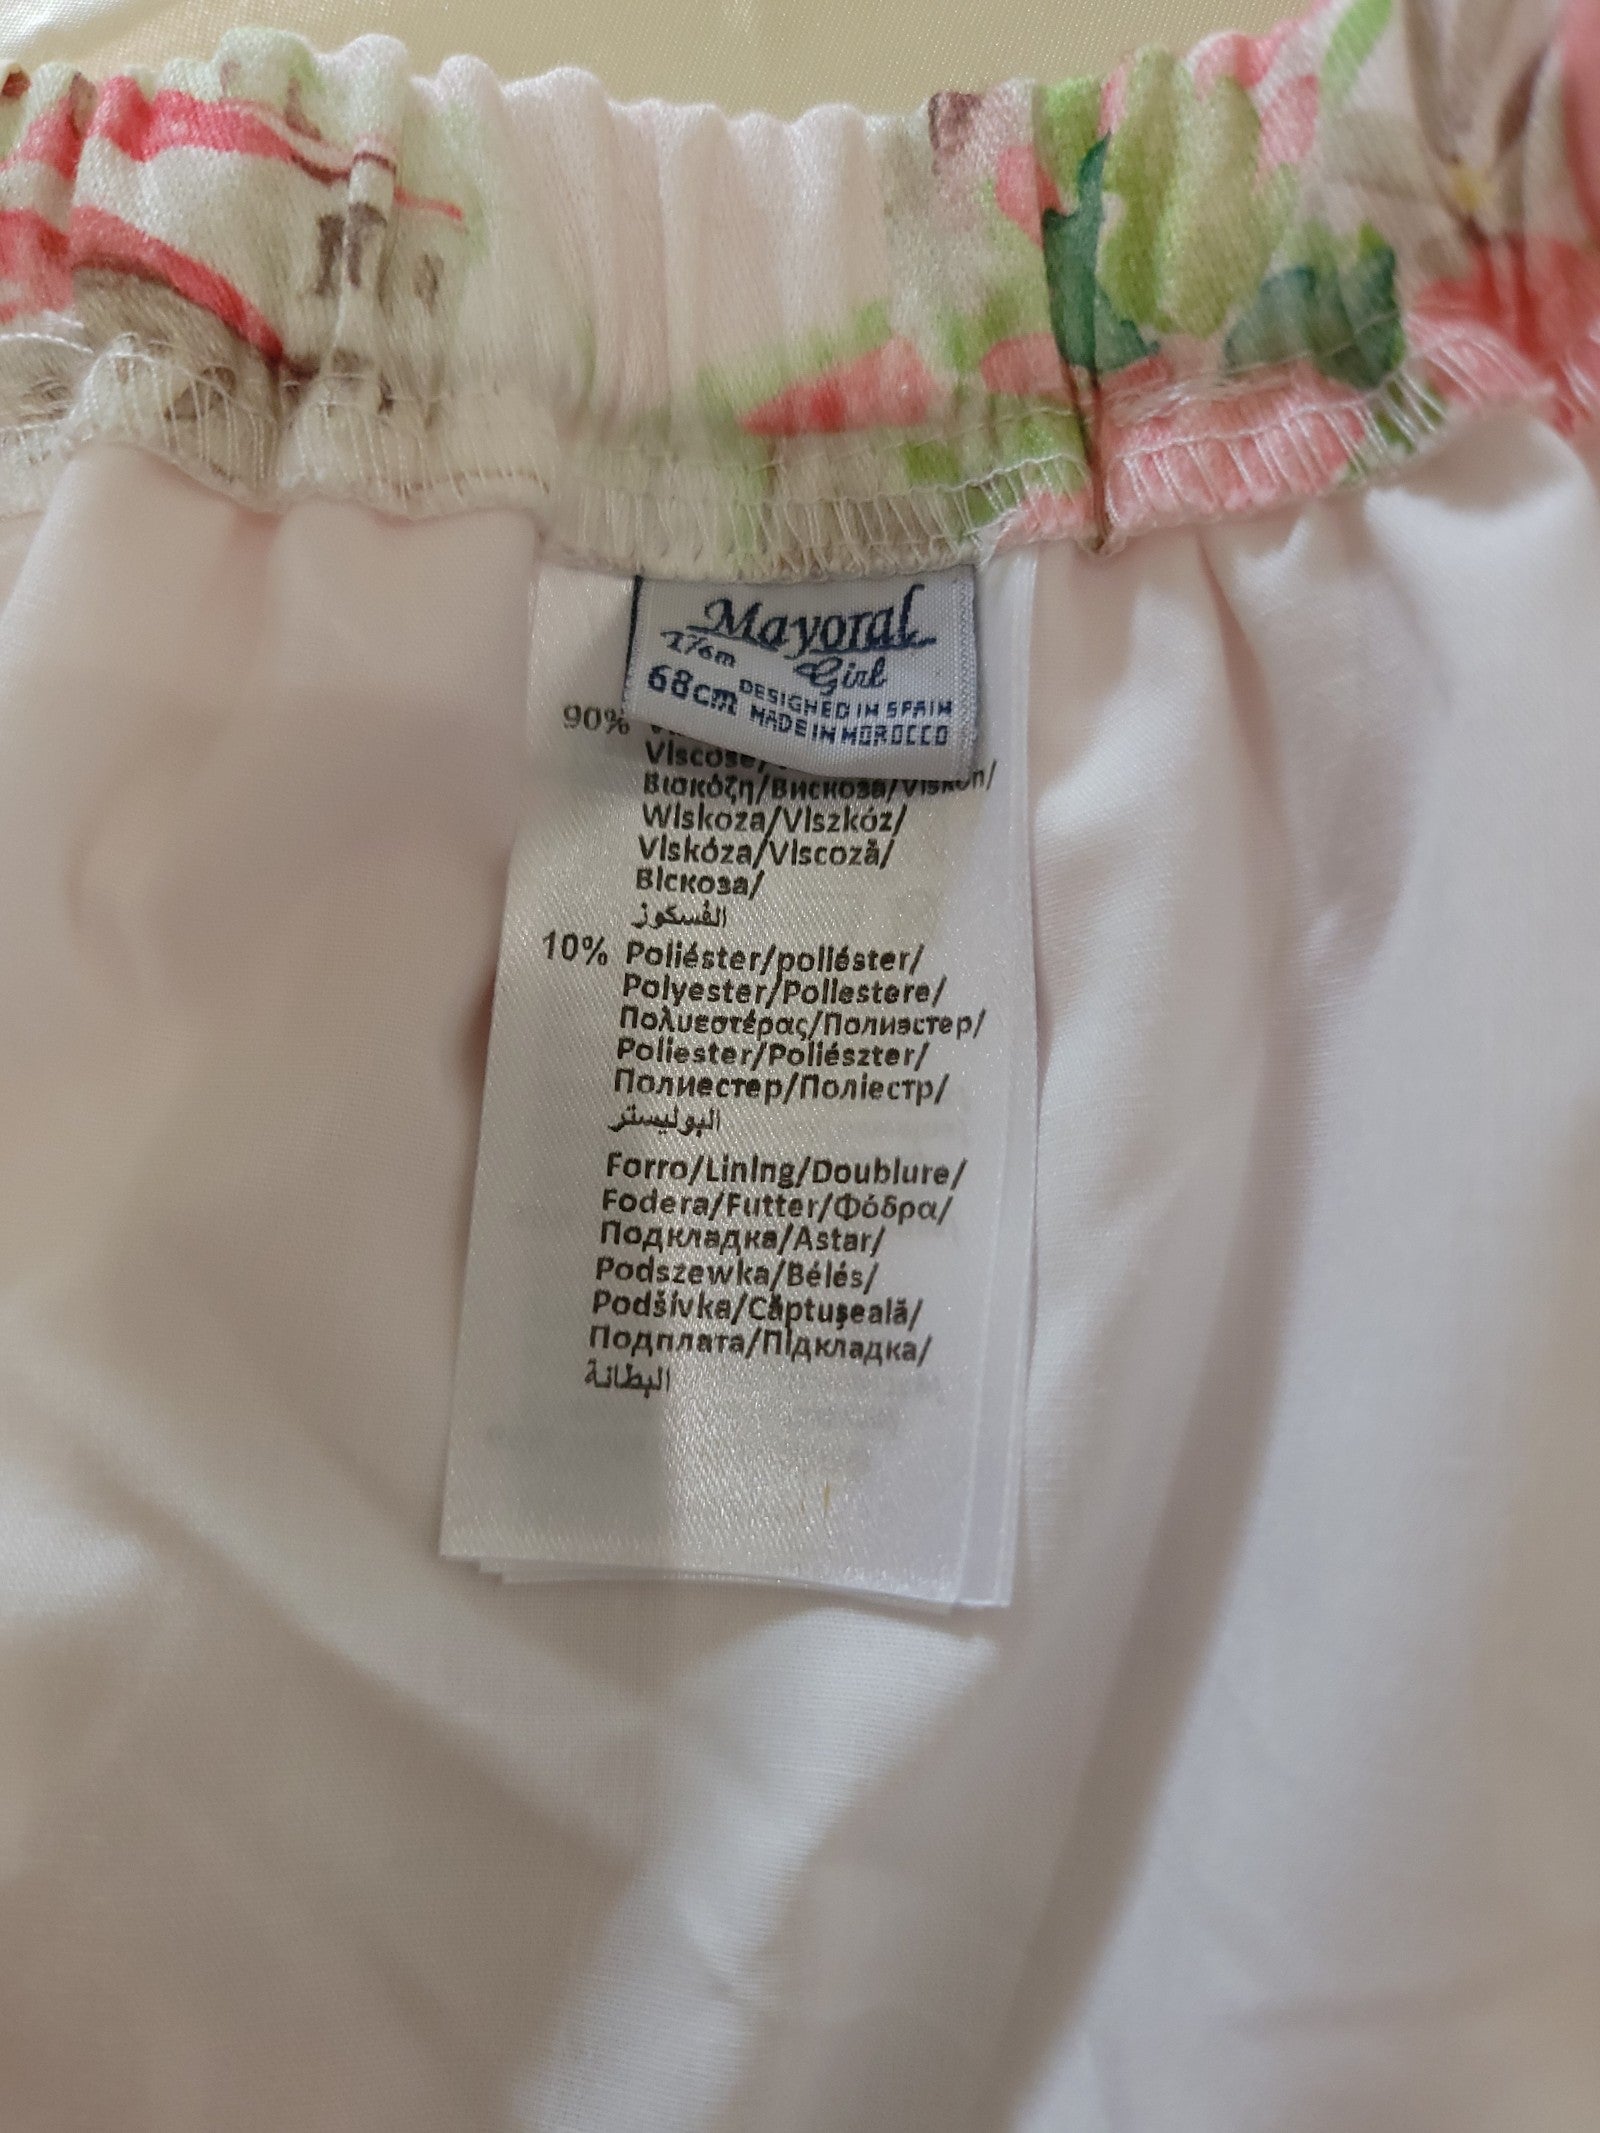 Mayoral
Girl
68cm
DESIGNED IN SPAIN
MADE IN MOROCCO
90%
Viscose/
Βισκόζη/Вискоза/Viskon/
Wiskoza/Viszkóz/
Viskóza/Viscoză/
Віскоза/
الفسكوز
10% Poliéster/poliéster/
Polyester/Poliestere/
Πολυεστέρας/Полиэстер/
Poliester/Poliészter/
Полиестер/Поліестр/
البوليستر
Forro/Lining/Doublure/
Fodera/Futter/Φόδρα/
Подкладка/Astar/
Podszewka/Bélés/
Podšívka/Căptușeală/
Подплата/Підкладка/
البطانة